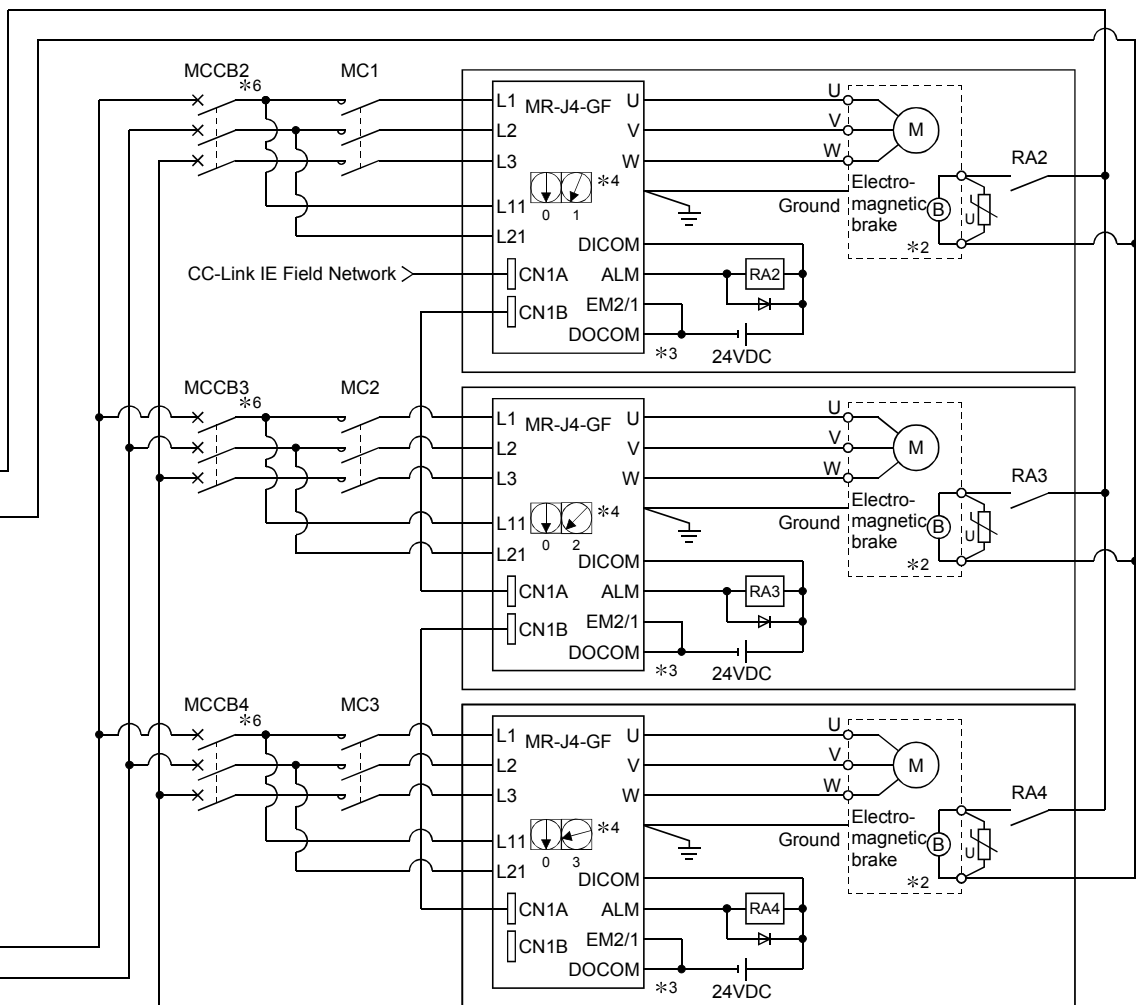 MCCB2
∗6
MC1
L1
MR-J4-GF
U
L2
V
L3
W
∗4
0
1
L11
L21
Ground
DICOM
CC-Link IE Field Network
CN1A
ALM
RA2
CN1B
EM2/1
DOCOM
∗3
24VDC
U
V
W
M
Electro-
magnetic
brake
B
U
∗2
RA2
MCCB3
∗6
MC2
L1
MR-J4-GF
U
L2
V
L3
W
∗4
0
2
L11
L21
Ground
DICOM
CN1A
ALM
RA3
CN1B
EM2/1
DOCOM
∗3
24VDC
U
V
W
M
Electro-
magnetic
brake
B
U
∗2
RA3
MCCB4
∗6
MC3
L1
MR-J4-GF
U
L2
V
L3
W
∗4
0
3
L11
L21
Ground
DICOM
CN1A
ALM
RA4
CN1B
EM2/1
DOCOM
∗3
24VDC
U
V
W
M
Electro-
magnetic
brake
B
U
∗2
RA4